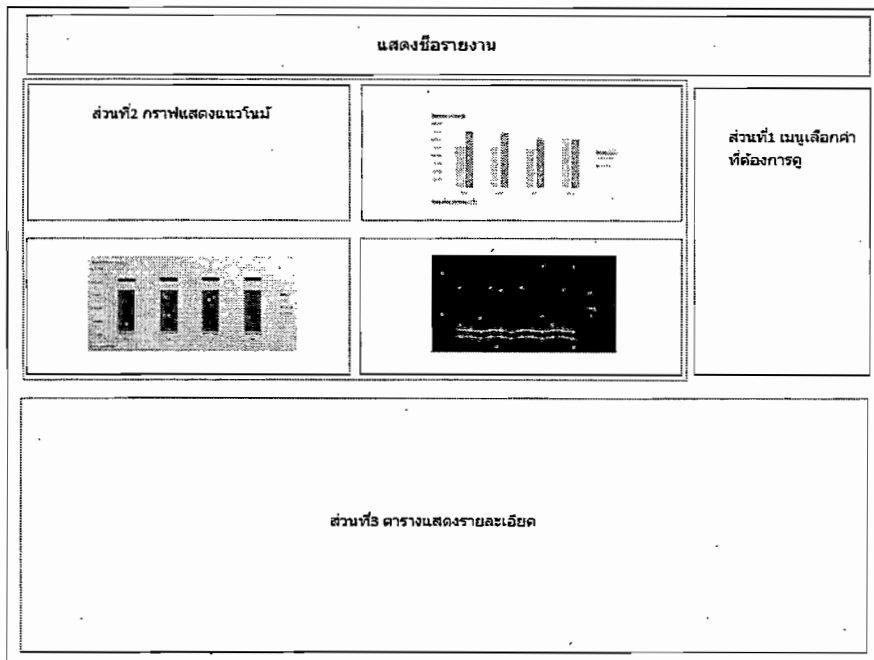 แสดงชื่อรายงาน
ส่วนที่2 กราฟแสดงแนวโนมั
ส่วนที่1 เมนูเลือกค่า
ที่ต้องการดู
ส่วนที่3 ตารางแสดงรายละเอียด